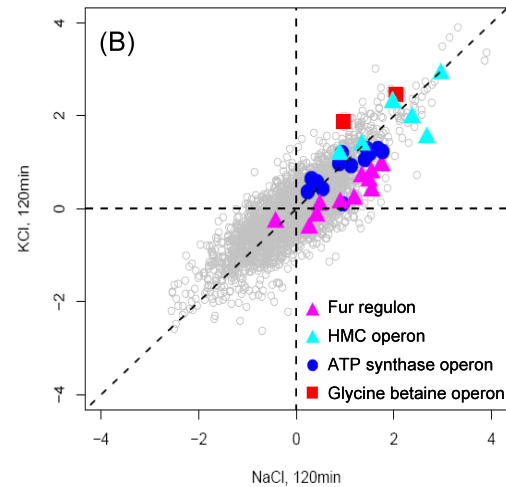 (B)
4
2
0
−2
−4
KCl, 120min
Fur regulon
HMC operon
ATP synthase operon
Glycine betaine operon
−4 −2 0 2 4
NaCl, 120min